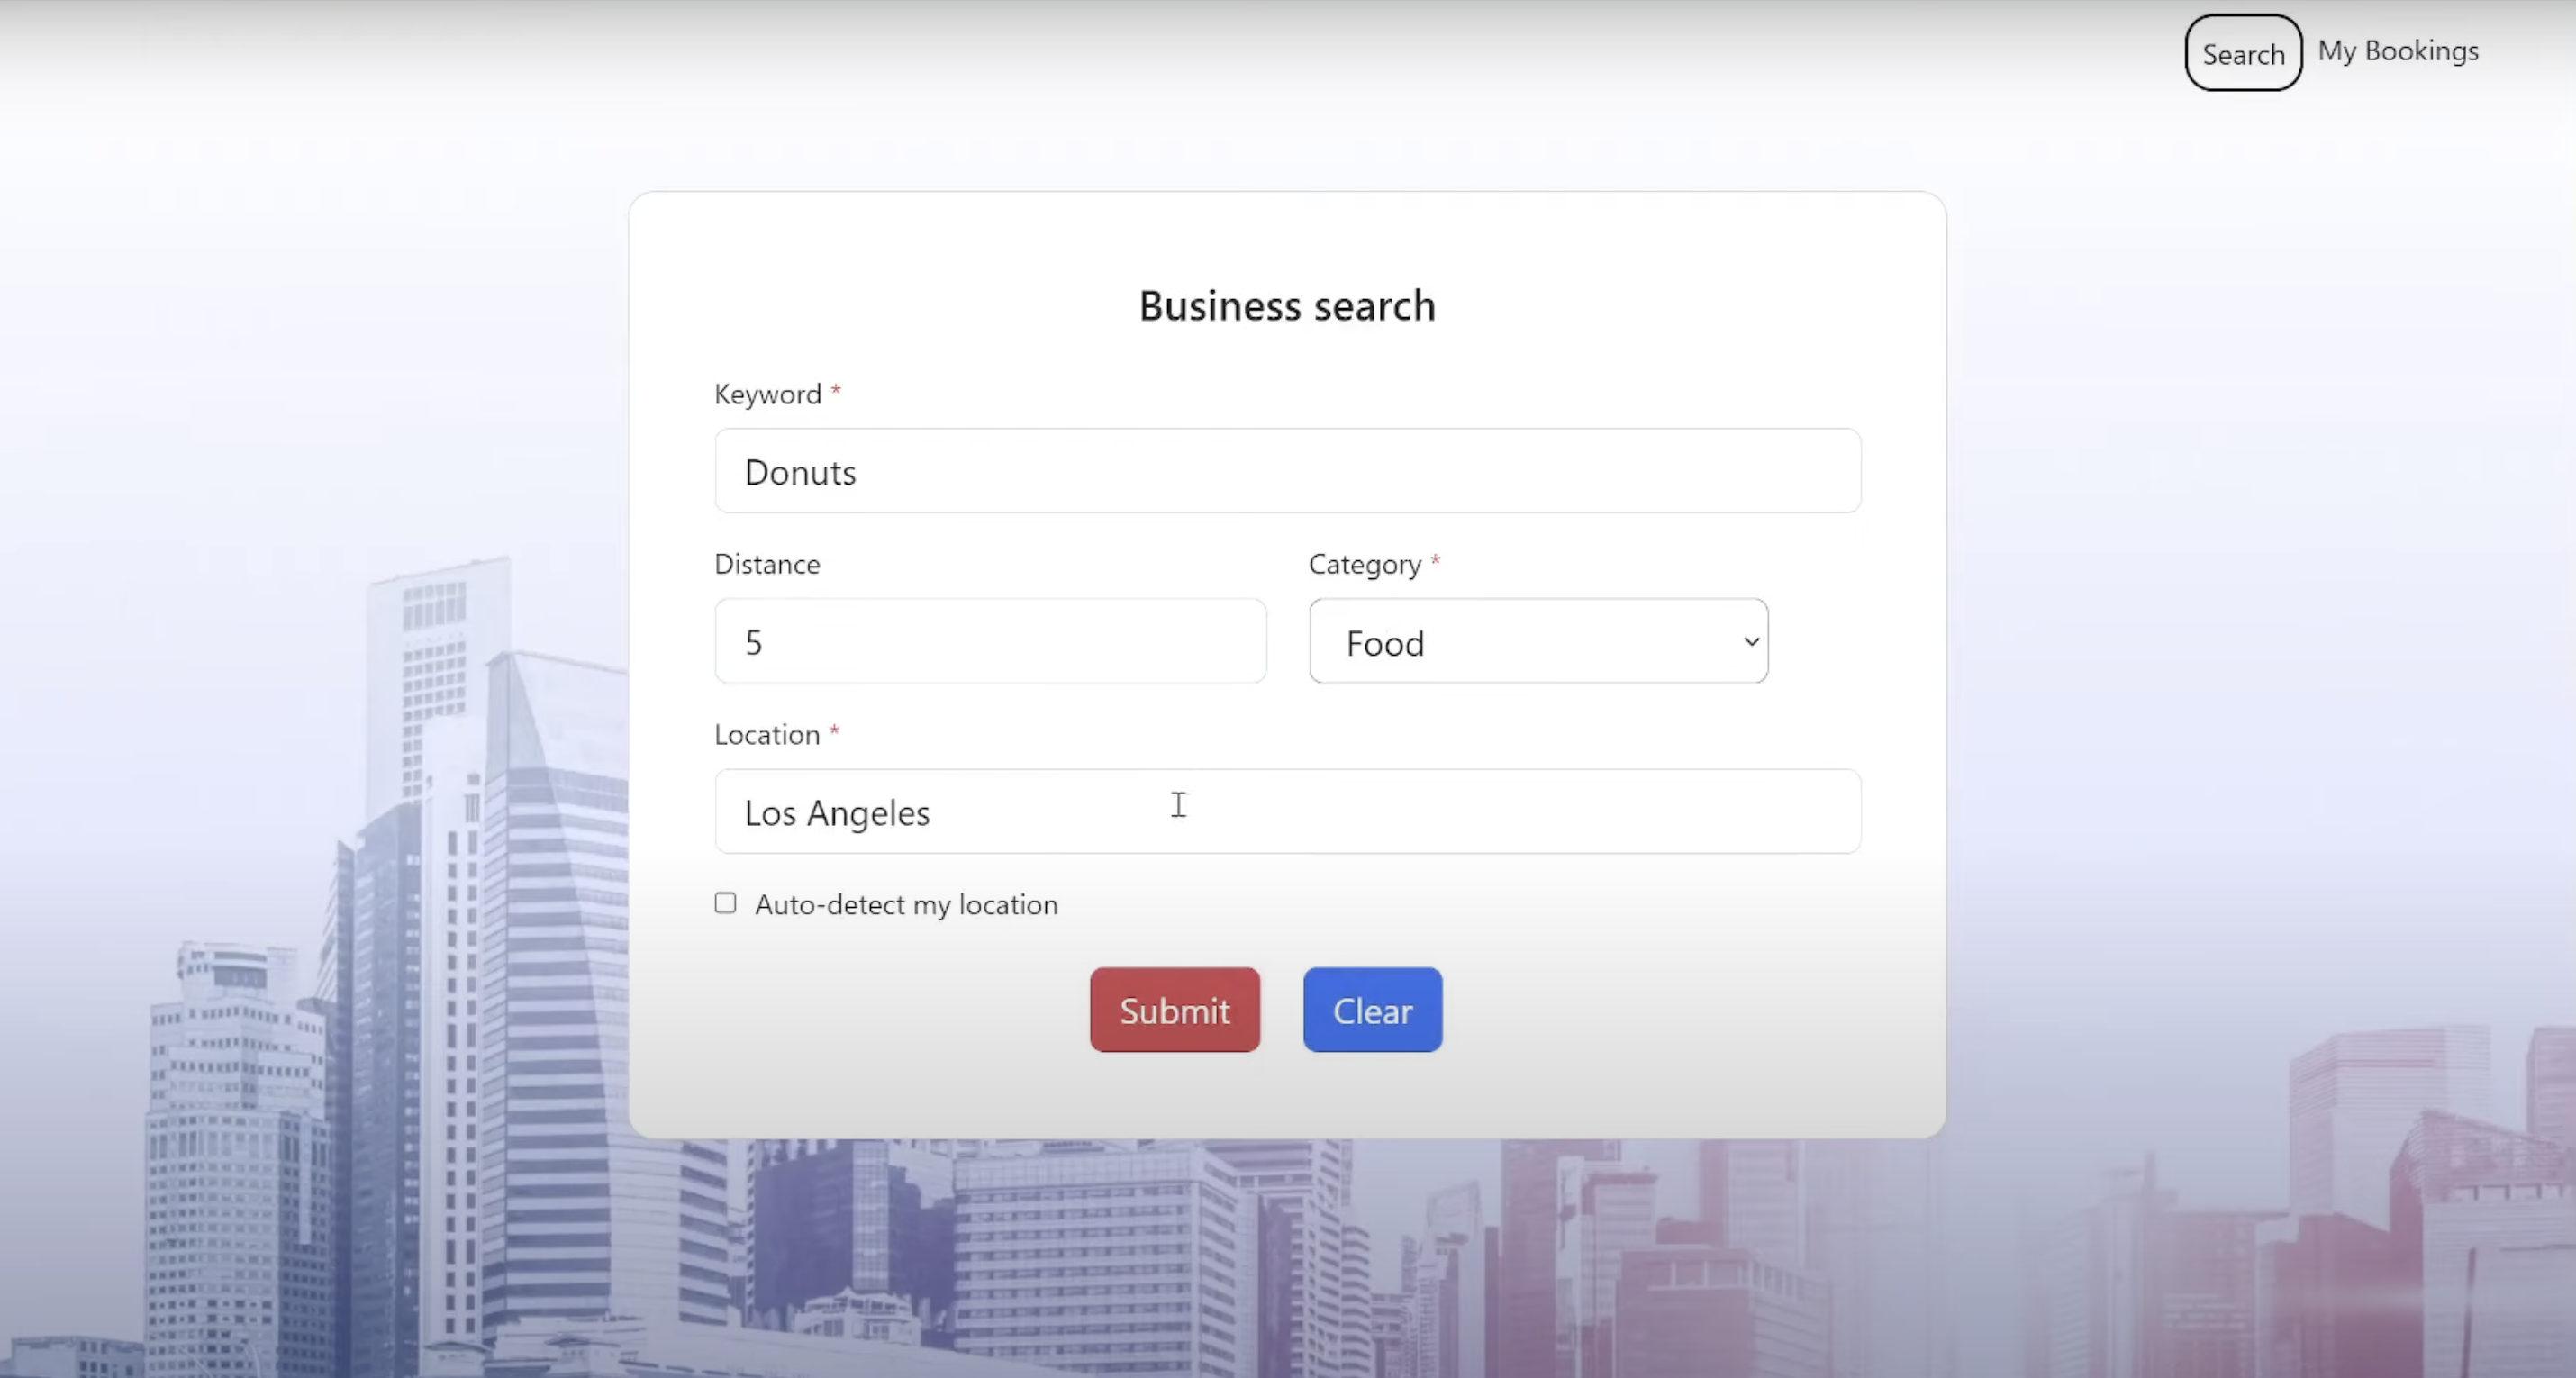 Search My Bookings
Business search
Keyword *
Donuts
Distance Category *
5 Food
Location *
Los Angeles
Auto-detect my location
Submit Clear